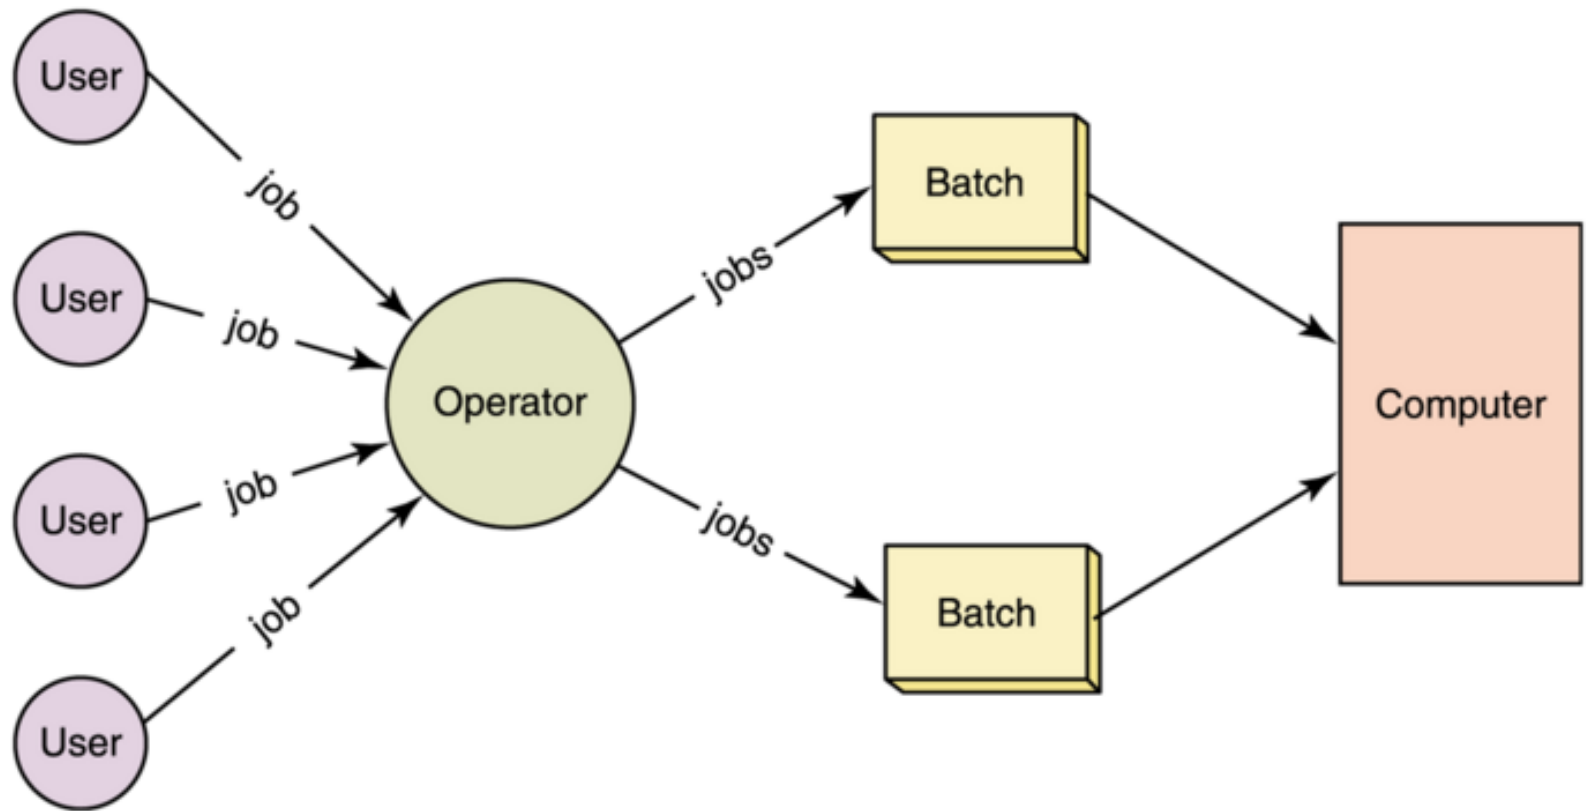 User
job
User
job
User
job
User
job
Operator
jobs
jobs
Batch
Batch
Computer